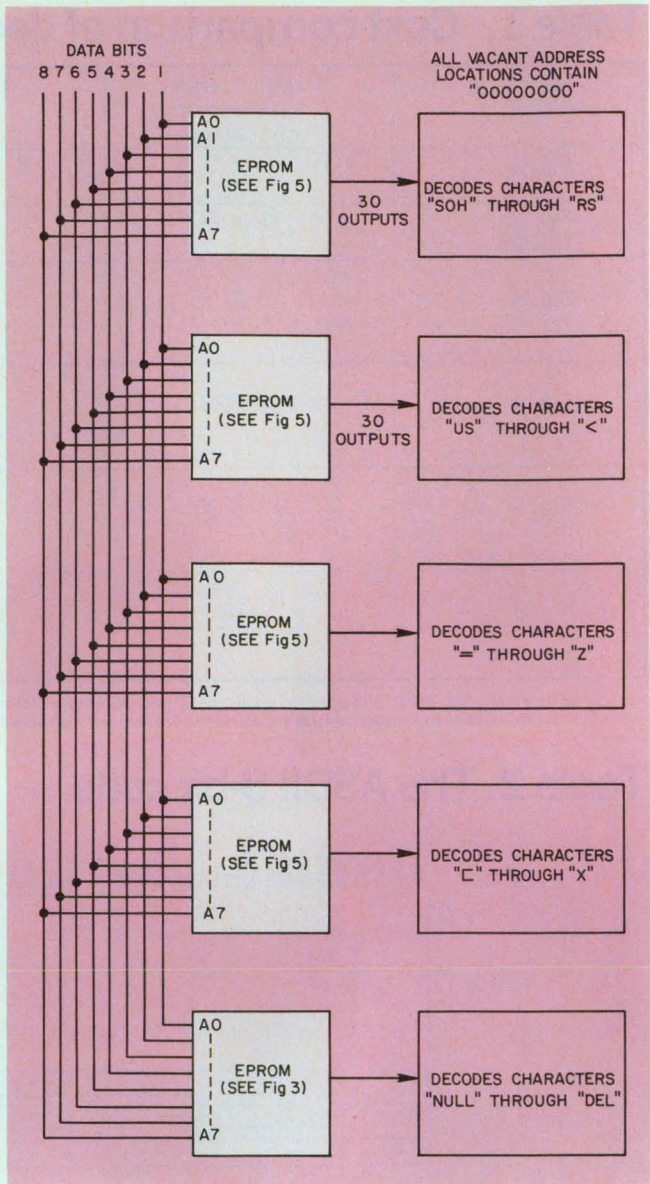 DATA BITS
8 7 6 5 4 3 2 1
ALL VACANT ADDRESS
LOCATIONS CONTAIN
"00000000"
A0
A1
A7
EPROM
(SEE Fig 5)
30
OUTPUTS
DECODES CHARACTERS
"SOH" THROUGH "RS"
A0
A7
EPROM
(SEE Fig 5)
30
OUTPUTS
DECODES CHARACTERS
"US" THROUGH "<"
A0
A7
EPROM
(SEE Fig 5)
DECODES CHARACTERS
"=" THROUGH "Z"
A0
A7
EPROM
(SEE Fig 5)
DECODES CHARACTERS
"[" THROUGH "X"
A0
A7
EPROM
(SEE Fig 3)
DECODES CHARACTERS
"NULL" THROUGH "DEL"